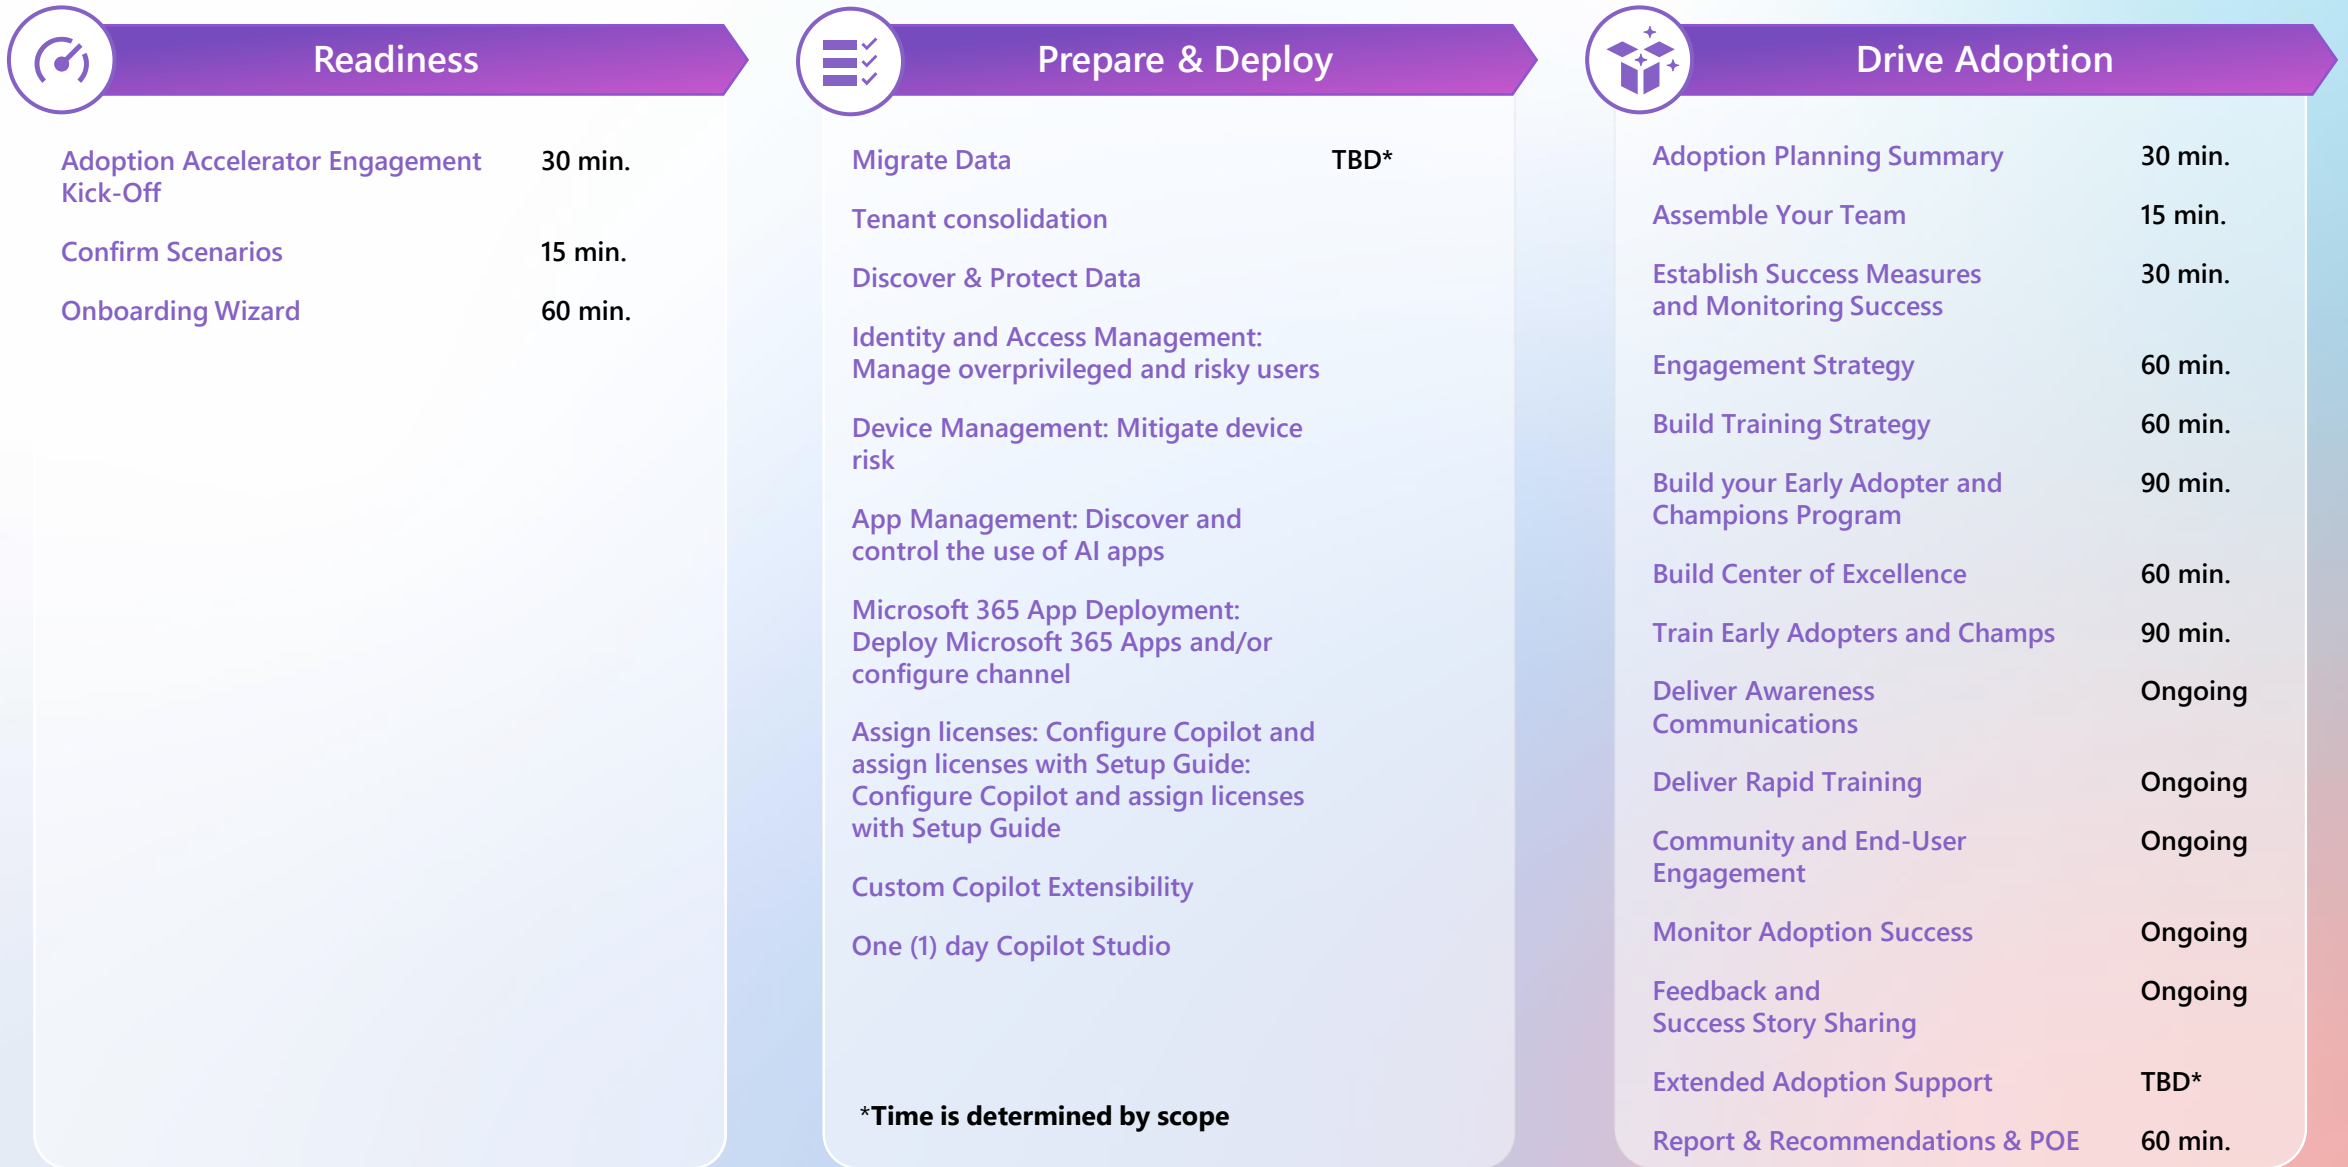 Readiness
Adoption Accelerator Engagement 30 min.
Kick-Off
Confirm Scenarios 15 min.
Onboarding Wizard 60 min.
Prepare & Deploy
Migrate Data TBD*
Tenant consolidation
Discover & Protect Data
Identity and Access Management:
Manage overprivileged and risky users
Device Management: Mitigate device
risk
App Management: Discover and
control the use of AI apps
Microsoft 365 App Deployment:
Deploy Microsoft 365 Apps and/or
configure channel
Assign licenses: Configure Copilot and
assign licenses with Setup Guide:
Configure Copilot and assign licenses
with Setup Guide
Custom Copilot Extensibility
One (1) day Copilot Studio
*Time is determined by scope
Drive Adoption
Adoption Planning Summary 30 min.
Assemble Your Team 15 min.
Establish Success Measures 30 min.
and Monitoring Success
Engagement Strategy 60 min.
Build Training Strategy 60 min.
Build your Early Adopter and 90 min.
Champions Program
Build Center of Excellence 60 min.
Train Early Adopters and Champs 90 min.
Deliver Awareness Ongoing
Communications
Deliver Rapid Training Ongoing
Community and End-User Ongoing
Engagement
Monitor Adoption Success Ongoing
Feedback and Ongoing
Success Story Sharing
Extended Adoption Support TBD*
Report & Recommendations & POE 60 min.